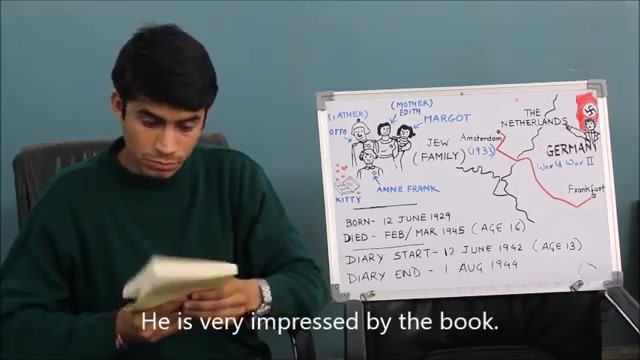 (MOTHER)
EDITH
(FATHER)
OTTO
MARGOT
ANNE FRANK
KITTY
JEW
(FAMILY)
THE
NETHERLANDS
Amsterdam
(1933)
GERMANY
World War II
Frankfurt
BORN- 12 JUNE 1929
DIED - FEB/MAR 1945 (AGE 16)
DIARY START- 12 JUNE 1942 (AGE 13)
DIARY END - 1 AUG 1944
He is very impressed by the book.